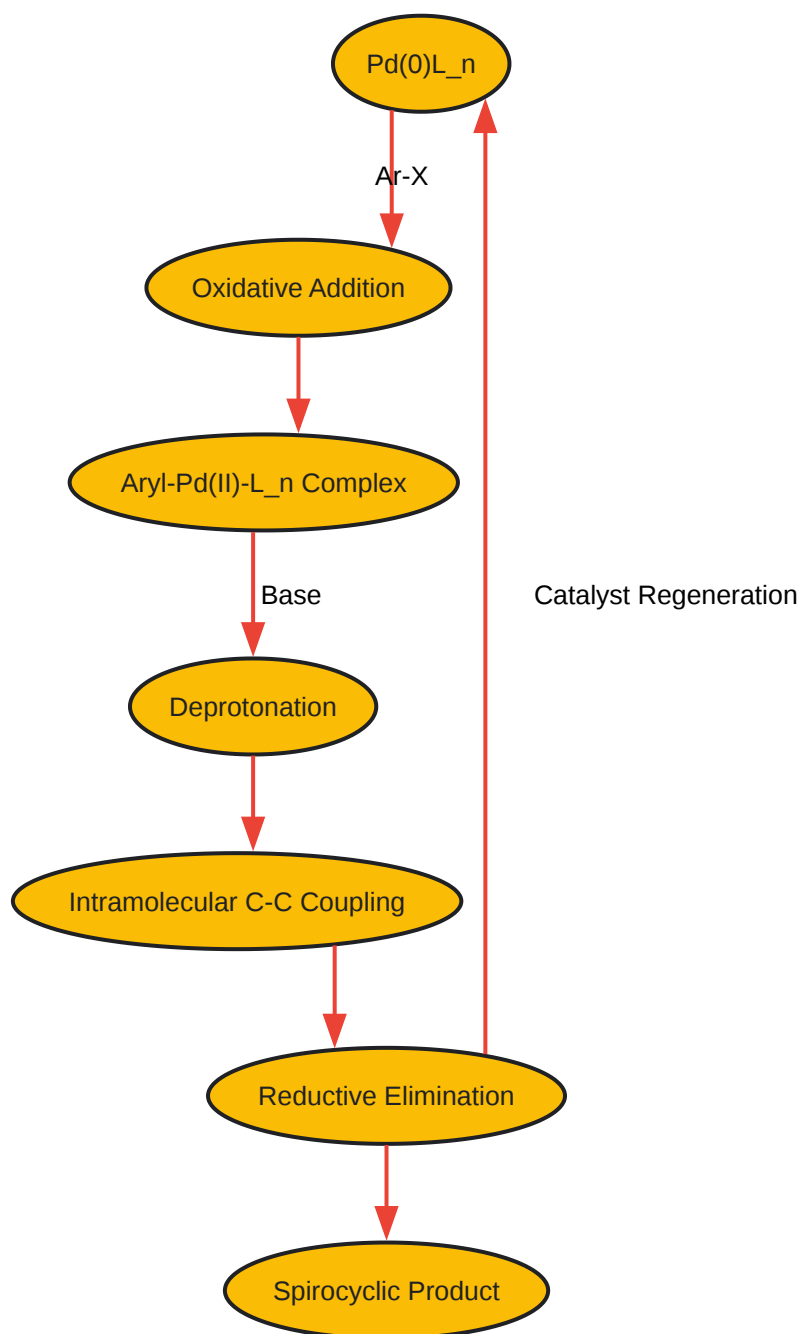 Pd(0)L_n
Ar-X
Oxidative Addition
Aryl-Pd(II)-L_n Complex
Base
Catalyst Regeneration
Deprotonation
Intramolecular C-C Coupling
Reductive Elimination
Spirocyclic Product